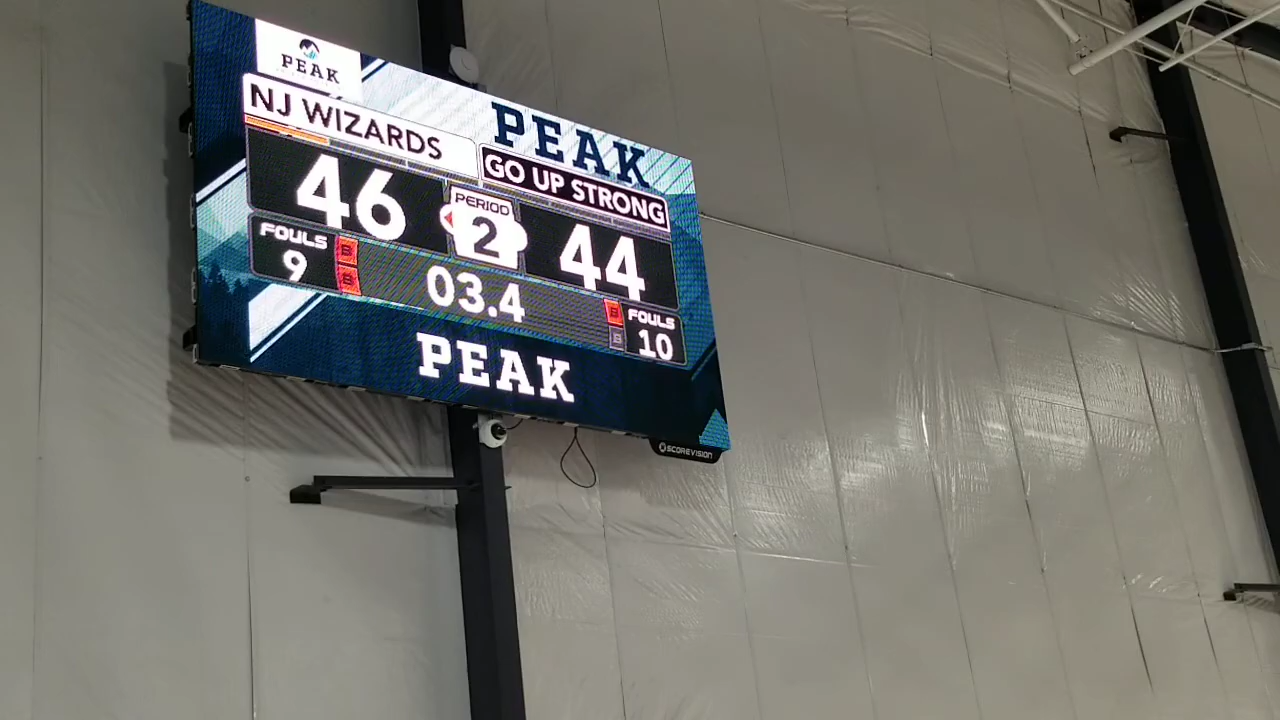 PEAK
PEAK
NJ WIZARDS
GO UP STRONG
46
PERIOD
2
44
FOULS
9
B
B
03.4
B
B
FOULS
10
PEAK
SCOREVISION